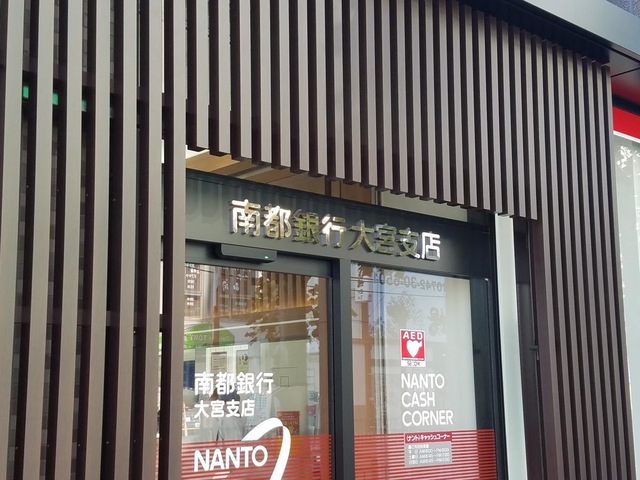 南都銀行 大宮支店
南都銀行
大宮支店
NANTO
AED
NANTO
CASH
CORNER
(ナント)キャッシュコーナー